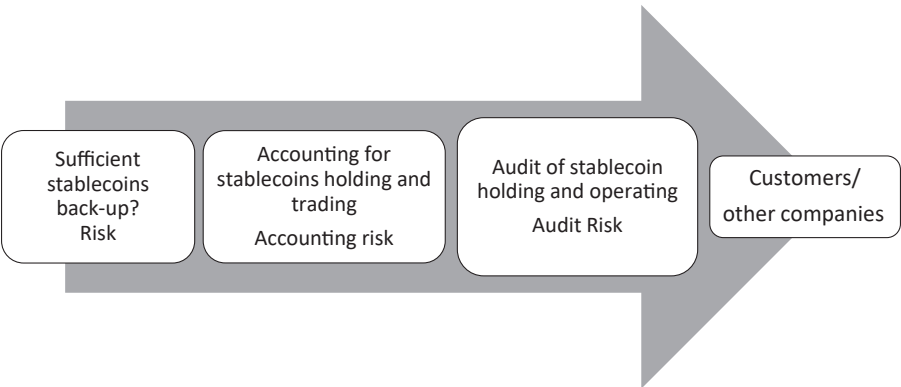 Sufficient
stablecoins
back-up?
Risk
Accounting for
stablecoins holding and
trading
Accounting risk
Audit of stablecoin
holding and operating
Audit Risk
Customers/
other companies